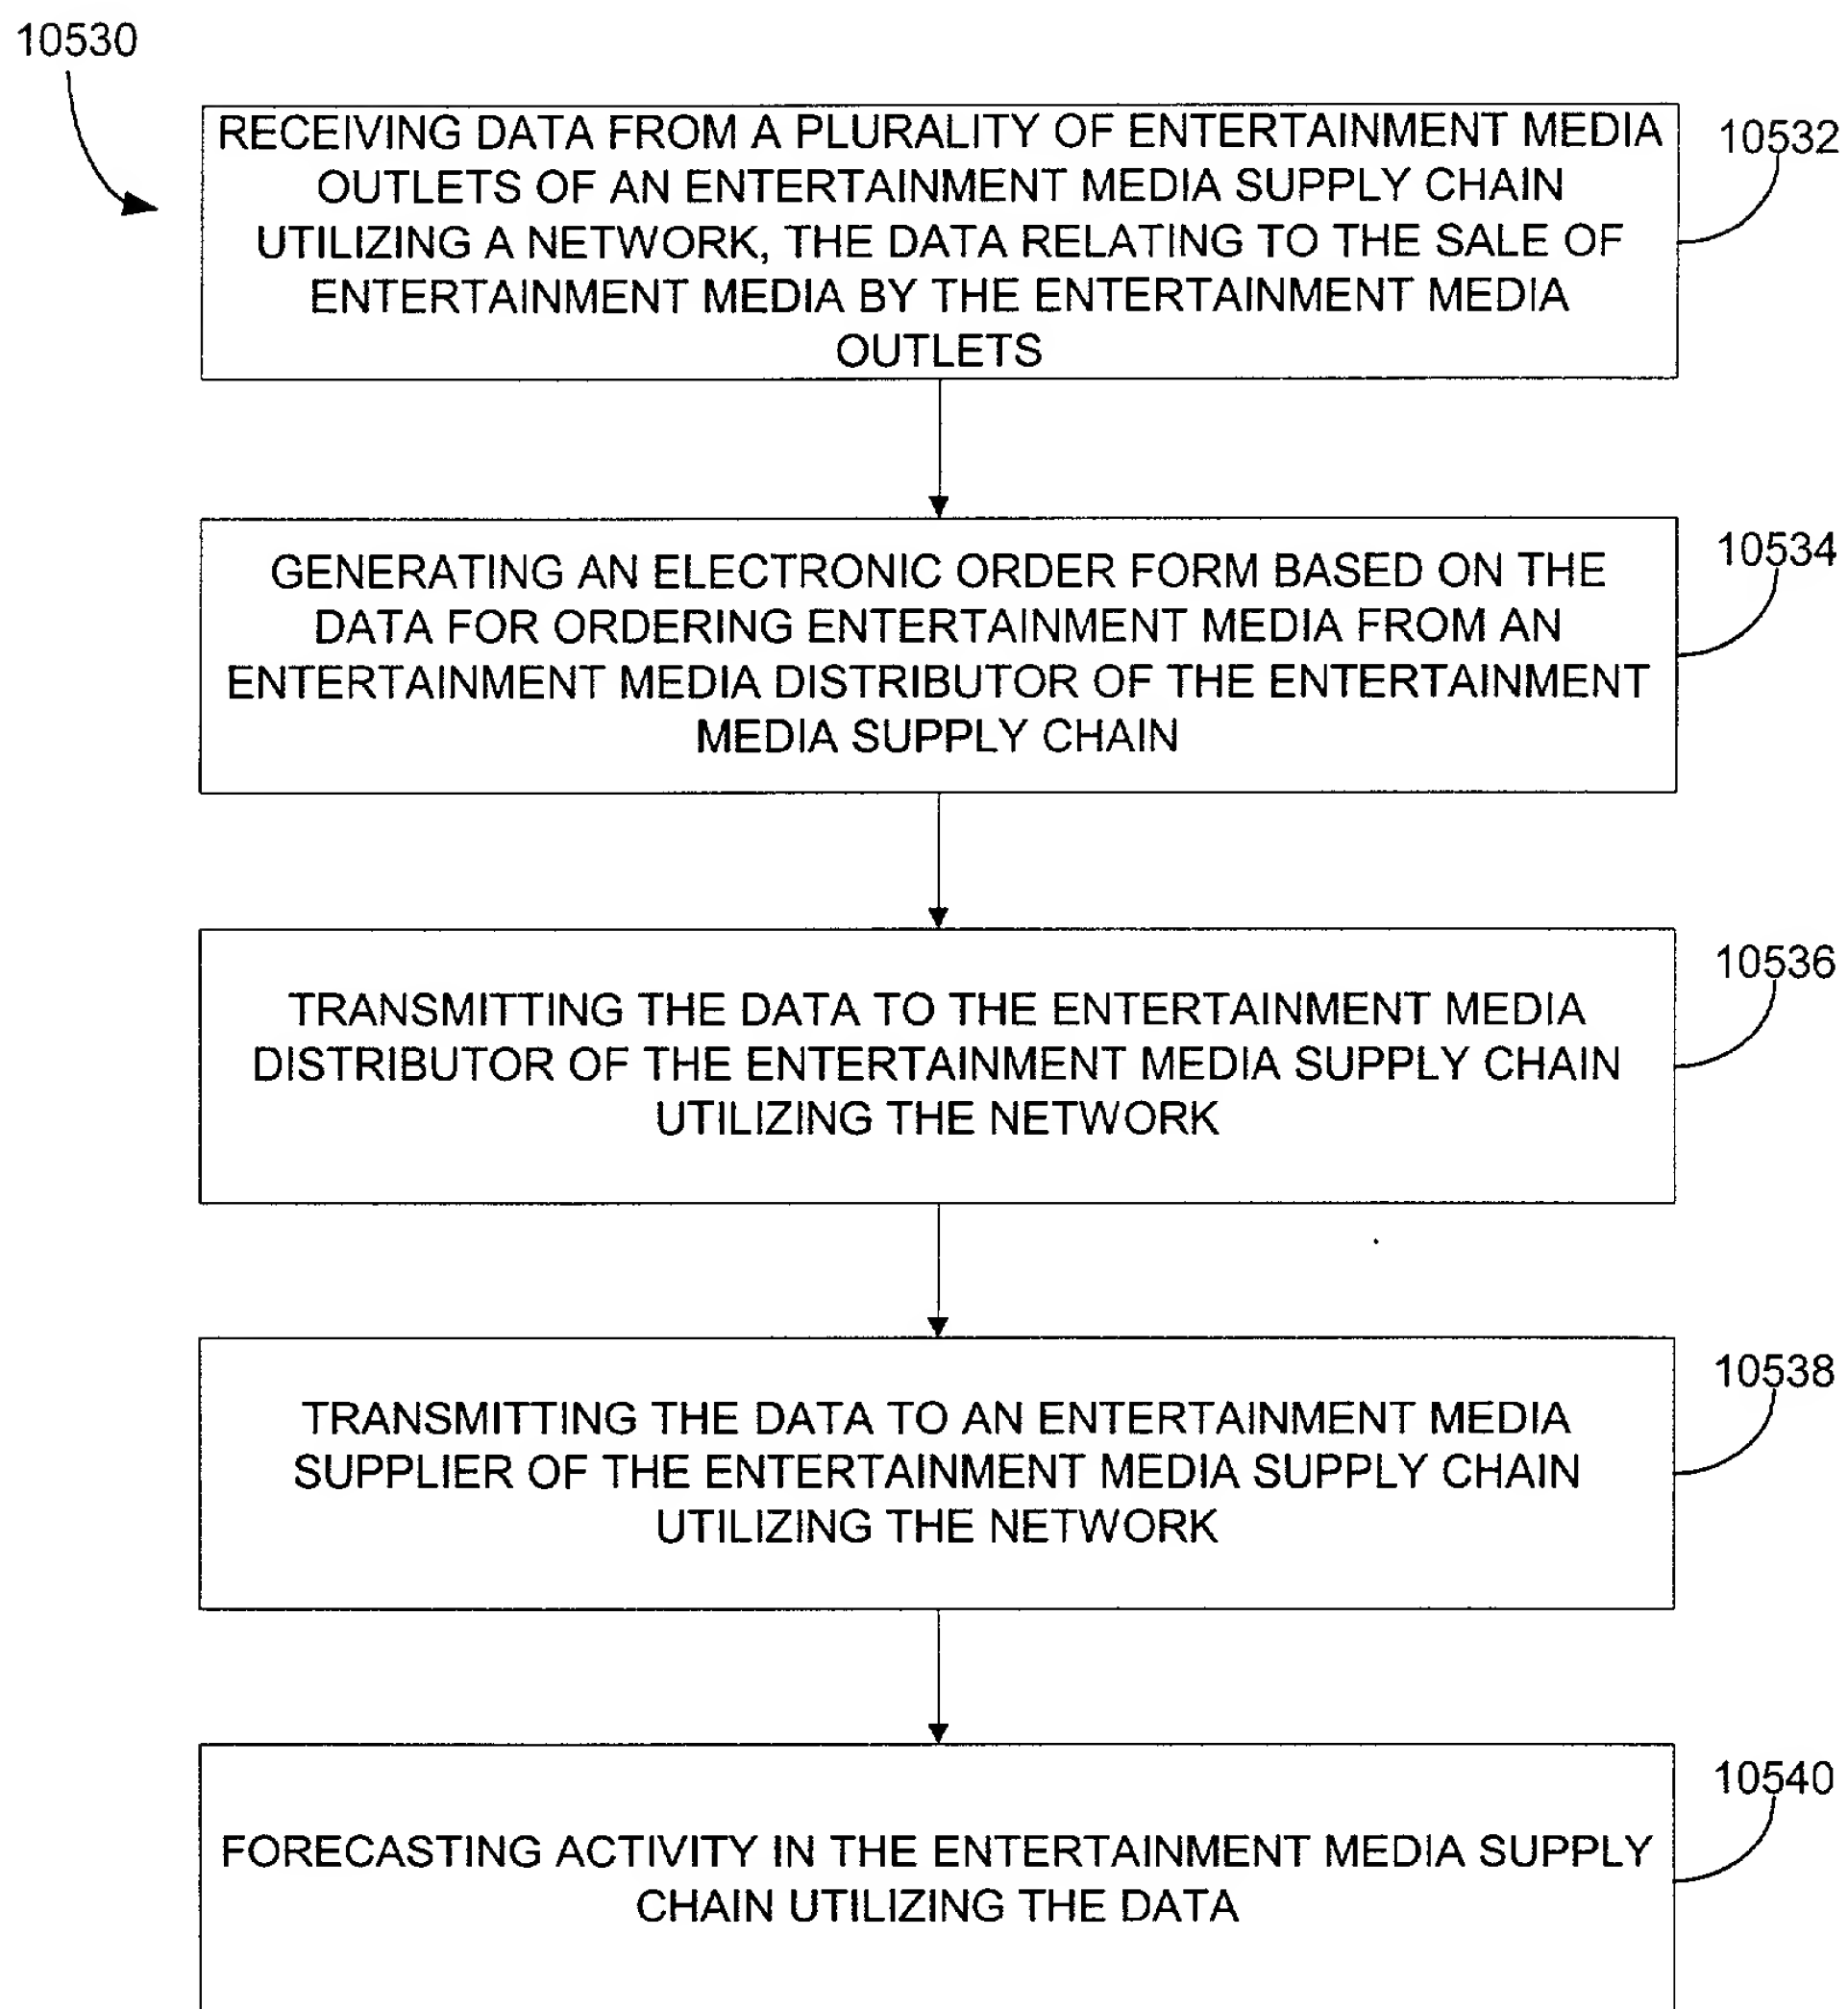 10530
RECEIVING DATA FROM A PLURALITY OF ENTERTAINMENT MEDIA
OUTLETS OF AN ENTERTAINMENT MEDIA SUPPLY CHAIN
UTILIZING A NETWORK, THE DATA RELATING TO THE SALE OF
ENTERTAINMENT MEDIA BY THE ENTERTAINMENT MEDIA
OUTLETS
10532
GENERATING AN ELECTRONIC ORDER FORM BASED ON THE
DATA FOR ORDERING ENTERTAINMENT MEDIA FROM AN
ENTERTAINMENT MEDIA DISTRIBUTOR OF THE ENTERTAINMENT
MEDIA SUPPLY CHAIN
10534
TRANSMITTING THE DATA TO THE ENTERTAINMENT MEDIA
DISTRIBUTOR OF THE ENTERTAINMENT MEDIA SUPPLY CHAIN
UTILIZING THE NETWORK
10536
TRANSMITTING THE DATA TO AN ENTERTAINMENT MEDIA
SUPPLIER OF THE ENTERTAINMENT MEDIA SUPPLY CHAIN
UTILIZING THE NETWORK
10538
FORECASTING ACTIVITY IN THE ENTERTAINMENT MEDIA SUPPLY
CHAIN UTILIZING THE DATA
10540